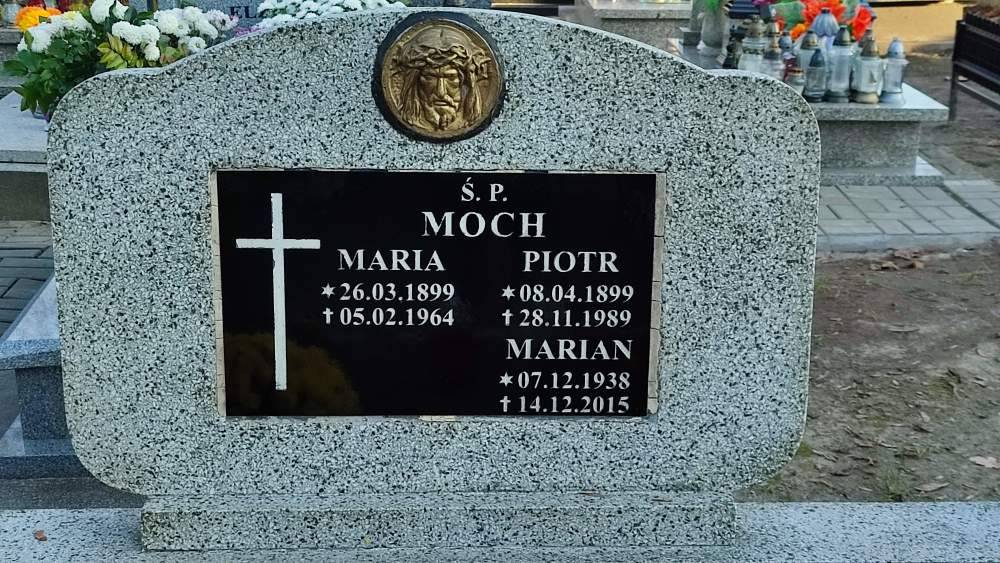 Ś. P.
MOCH
MARIA
* 26.03.1899
† 05.02.1964
PIOTR
* 08.04.1899
† 28.11.1989
MARIAN
* 07.12.1938
† 14.12.2015